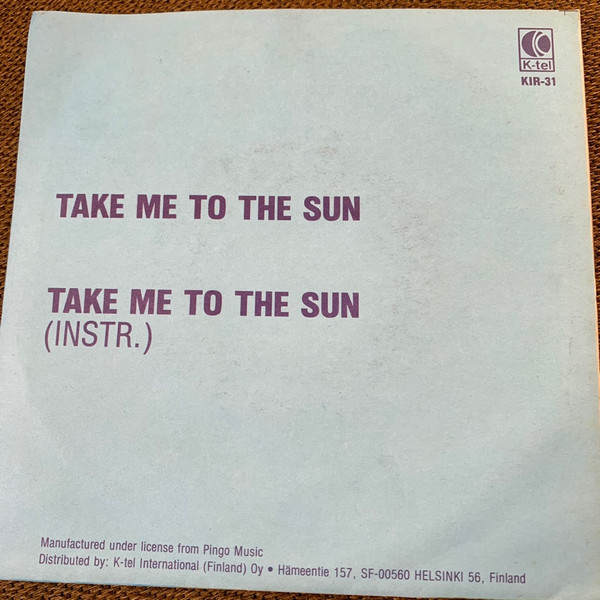 K-tel
KIR-31
TAKE ME TO THE SUN
TAKE ME TO THE SUN
(INSTR.)
Manufactured under license from Pingo Music
Distributed by: K-tel International (Finland) Oy • Hämeentie 157, SF-00560 HELSINKI 56, Finland